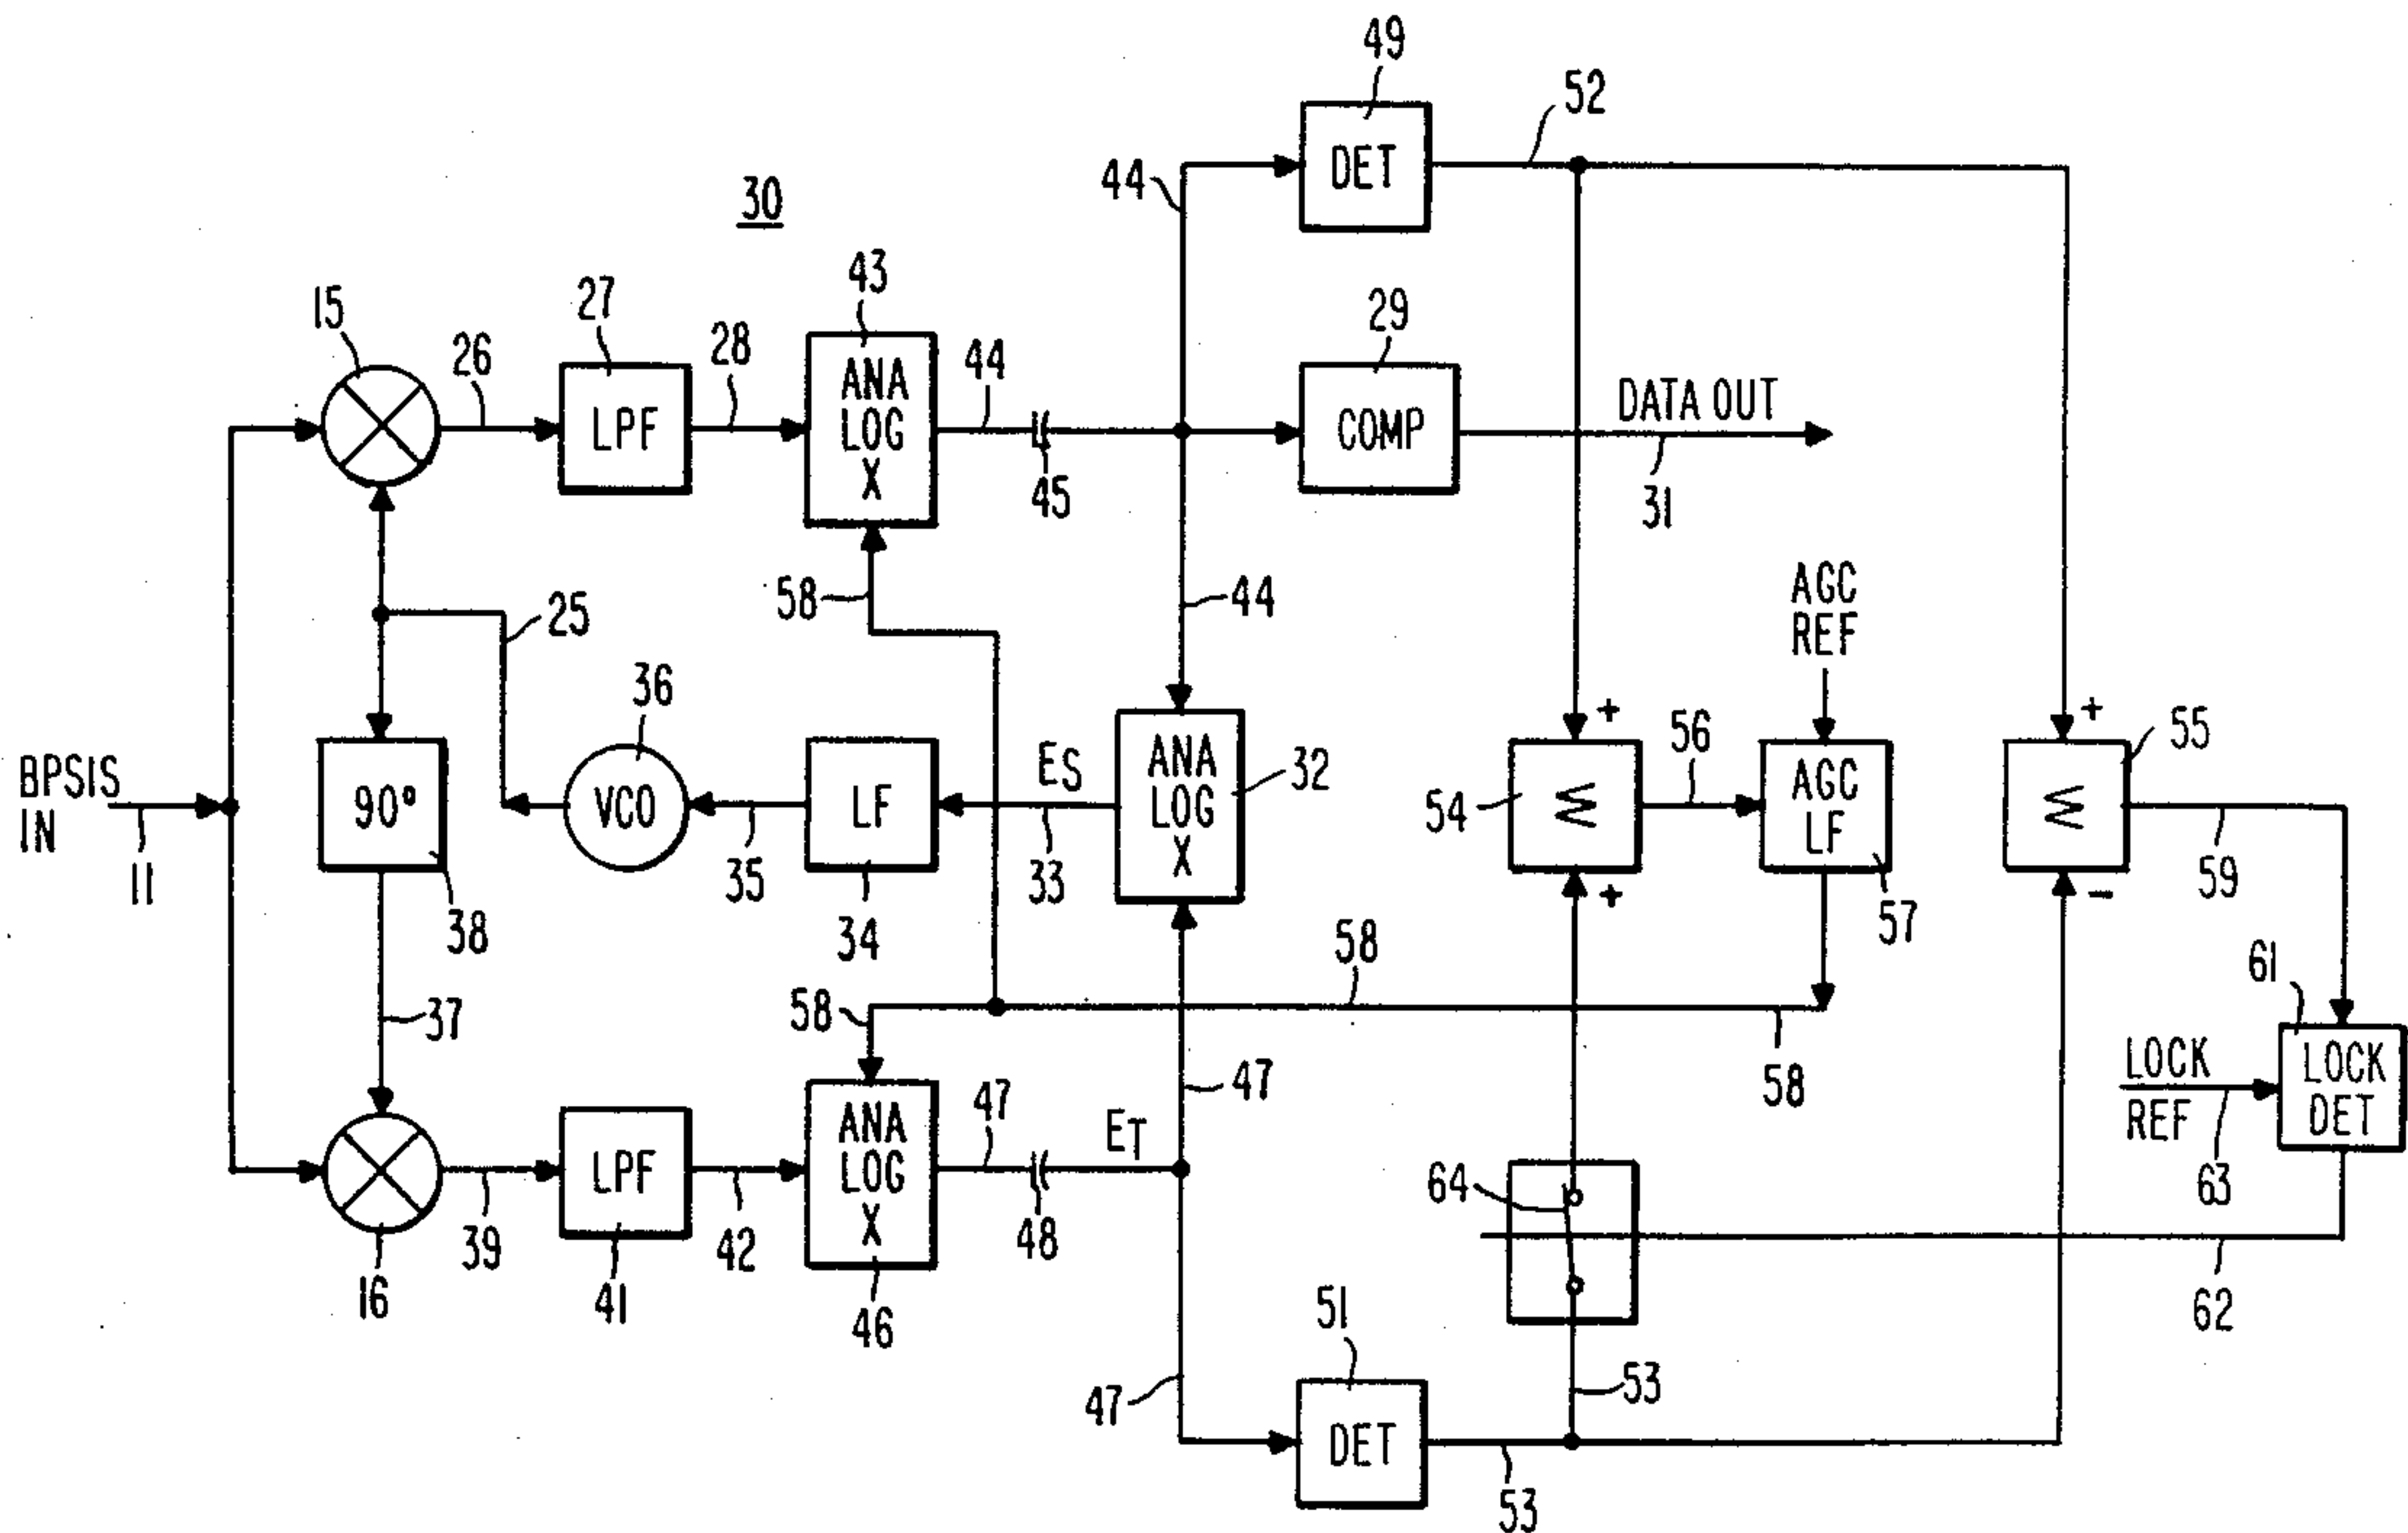 49
52
DET
44
30
43
29
15
27
26
28
ANA
LOG
X
44
LPF
COMP
DATA OUT
45
31
58
44
AGC
REF
25
36
BPSIS
IN
11
90°
38
VCO
35
LF
34
ES
33
ANA
LOG
X
32
+
54
Σ
+
56
AGC
LF
57
+
55
Σ
-
59
58
58
58
61
LOCK
DET
LOCK
REF
63
37
16
39
LPF
41
42
ANA
LOG
X
46
47
48
ET
47
64
62
51
47
DET
53
53